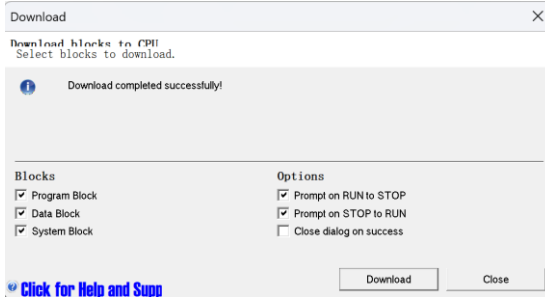 Download
Download blocks to CPU
Select blocks to download.
Download completed successfully!
Blocks
Options
Program Block
Prompt on RUN to STOP
Data Block
Prompt on STOP to RUN
System Block
Close dialog on success
Click for Help and Supp
Download
Close